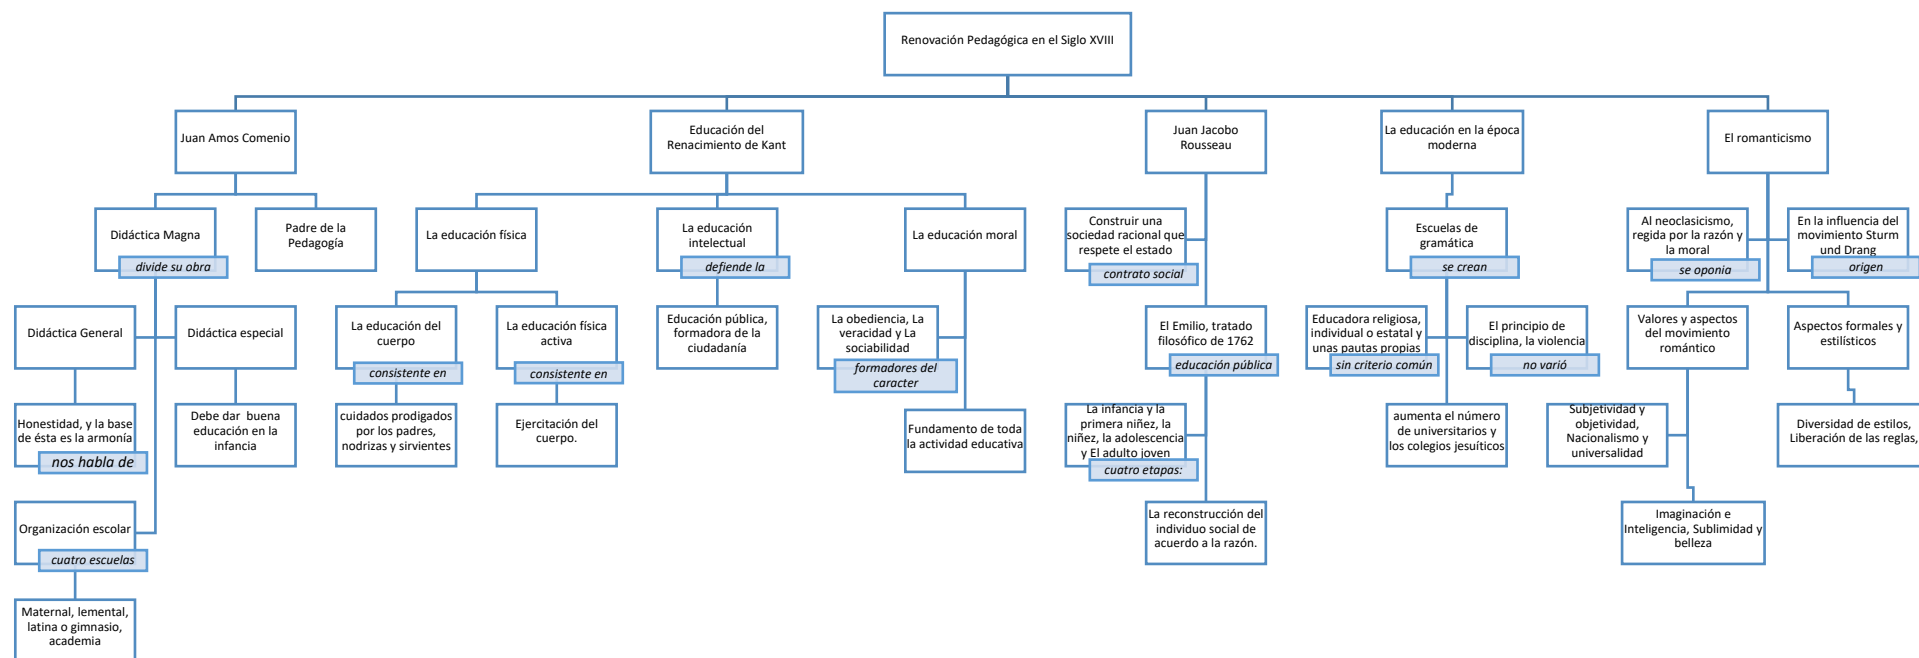 Renovación Pedagógica en el Siglo XVIII
Juan Amos Comenio
Educación del
Renacimiento de Kant
Juan Jacobo
Rousseau
La educación en la época
moderna
El romanticismo
Didáctica Magna
divide su obra
Padre de la
Pedagogía
La educación física
La educación
intelectual
defiende la
La educación moral
Construir una
sociedad racional que
respete el estado
contrato social
Escuelas de
gramática
se crean
Al neoclasicismo,
regida por la razón y
la moral
se oponia
En la influencia del
movimiento Sturm
und Drang
origen
Didáctica General
Didáctica especial
La educación del
cuerpo
consistente en
La educación física
activa
consistente en
Educación pública,
formadora de la
ciudadanía
La obediencia, La
veracidad y La
sociabilidad
formadores del
caracter
El Emilio, tratado
filosófico de 1762
educación pública
Educadora religiosa,
individual o estatal y
unas pautas propias
sin criterio común
El principio de
disciplina, la violencia
no varió
Valores y aspectos
del movimiento
romántico
Aspectos formales y
estilísticos
Honestidad, y la base
de ésta es la armonía
nos habla de
Debe dar buena
educación en la
infancia
cuidados prodigados
por los padres,
nodrizas y sirvientes
Ejercitación del
cuerpo.
Fundamento de toda
la actividad educativa
La infancia y la
primera niñez, la
niñez, la adolescencia
y El adulto joven
cuatro etapas:
aumenta el número
de universitarios y
los colegios jesuíticos
Subjetividad y
objetividad,
Nacionalismo y
universalidad
Diversidad de estilos,
Liberación de las reglas,
Organización escolar
cuatro escuelas
La reconstrucción del
individuo social de
acuerdo a la razón.
Imaginación e
Inteligencia, Sublimidad y
belleza
Maternal, lemental,
latina o gimnasio,
academia